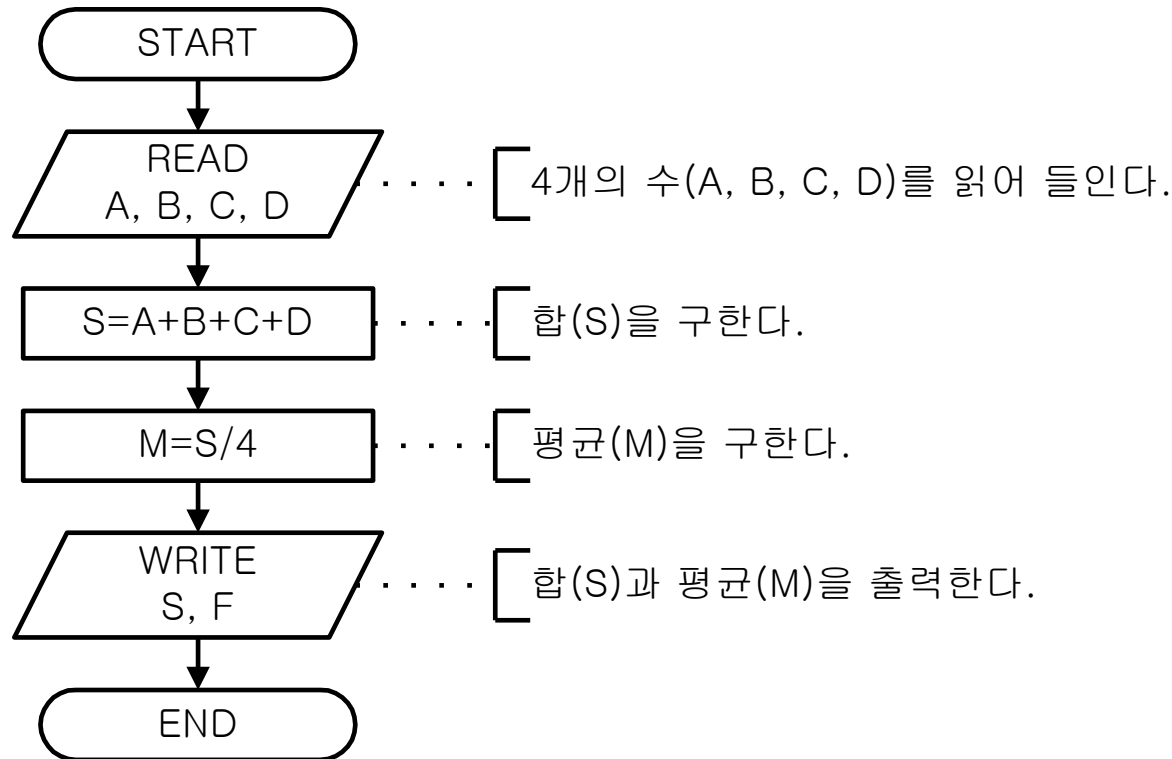 START
READ
A, B, C, D
4개의 수(A, B, C, D)를 읽어 들인다.
S=A+B+C+D
합(S)을 구한다.
M=S/4
평균(M)을 구한다.
WRITE
S, F
합(S)과 평균(M)을 출력한다.
END